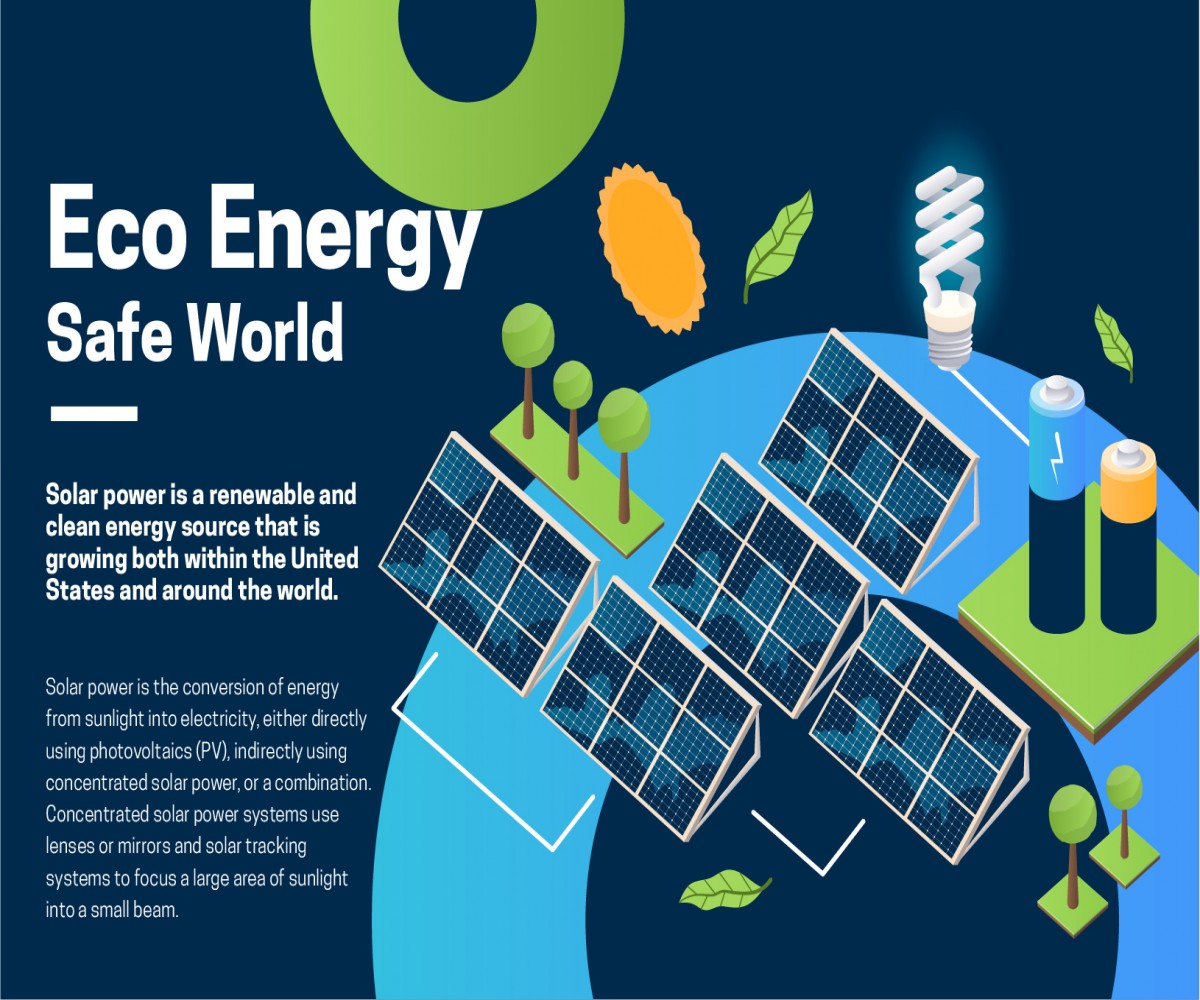 Eco Energy
Safe World
Solar power is a renewable and
clean energy source that is
growing both within the United
States and around the world.
Solar power is the conversion of energy
from sunlight into electricity, either directly
using photovoltaics (PV), indirectly using
concentrated solar power, or a combination.
Concentrated solar power systems use
lenses or mirrors and solar tracking
systems to focus a large area of sunlight
into a small beam.